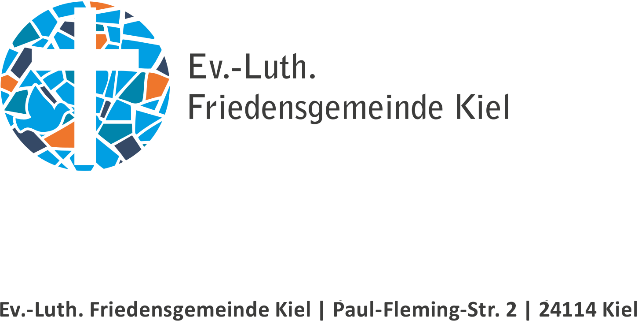 Ev.-Luth.
Friedensgemeinde Kiel
Ev.-Luth. Friedensgemeinde Kiel | Paul-Fleming-Str. 2 | 24114 Kiel